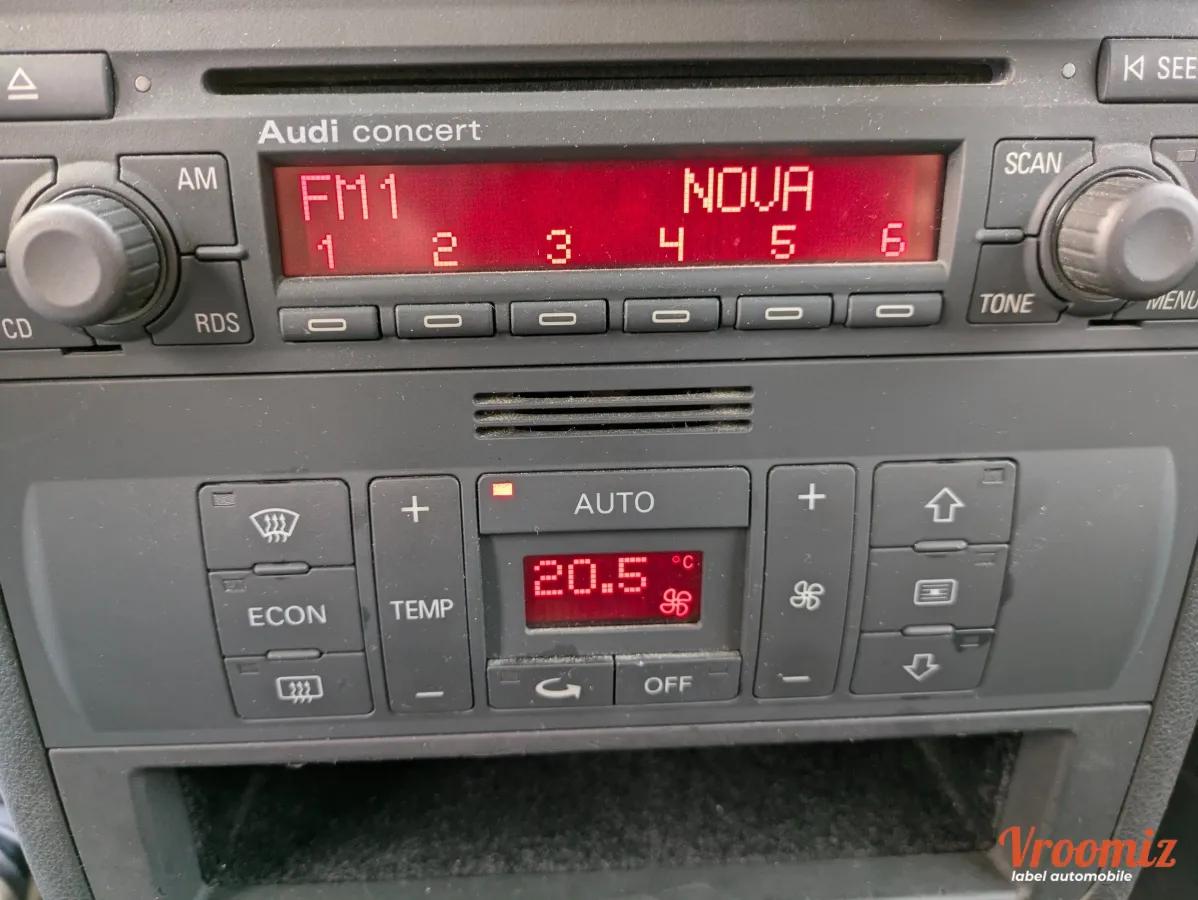 SEE
Audi concert
AM
SCAN
FM1 NOVA
1 2 3 4 5 6
CD
RDS
TONE
MENU
AUTO
ECON
TEMP
20.5 °C
OFF
Vroomiz
label automobile